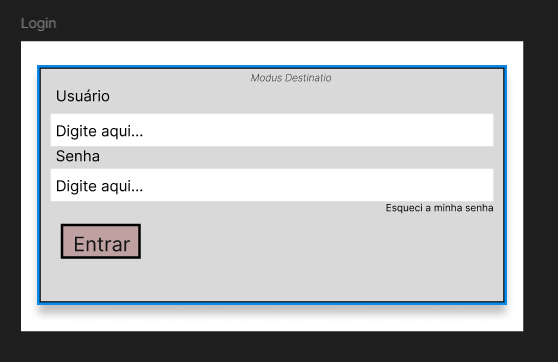 Login
Modus Destinatio
Usuário
Digite aqui...
Senha
Digite aqui...
Esqueci a minha senha
Entrar